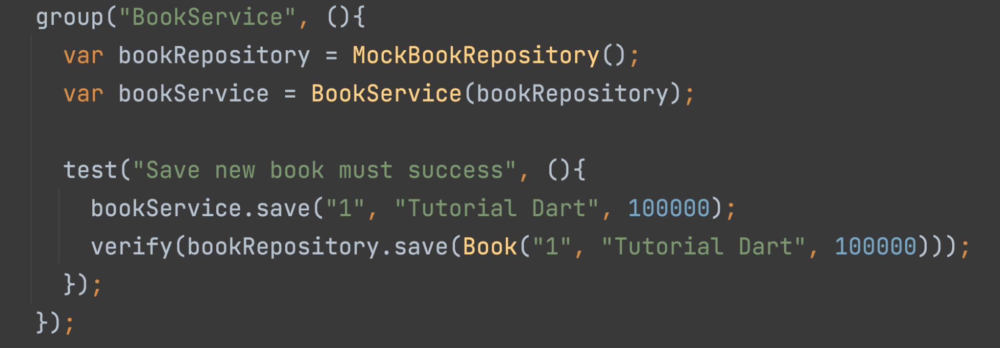 group("BookService", (){
  var bookRepository = MockBookRepository();
  var bookService = BookService(bookRepository);

  test("Save new book must success", (){
    bookService.save("1", "Tutorial Dart", 100000);
    verify(bookRepository.save(Book("1", "Tutorial Dart", 100000)));
  });
});